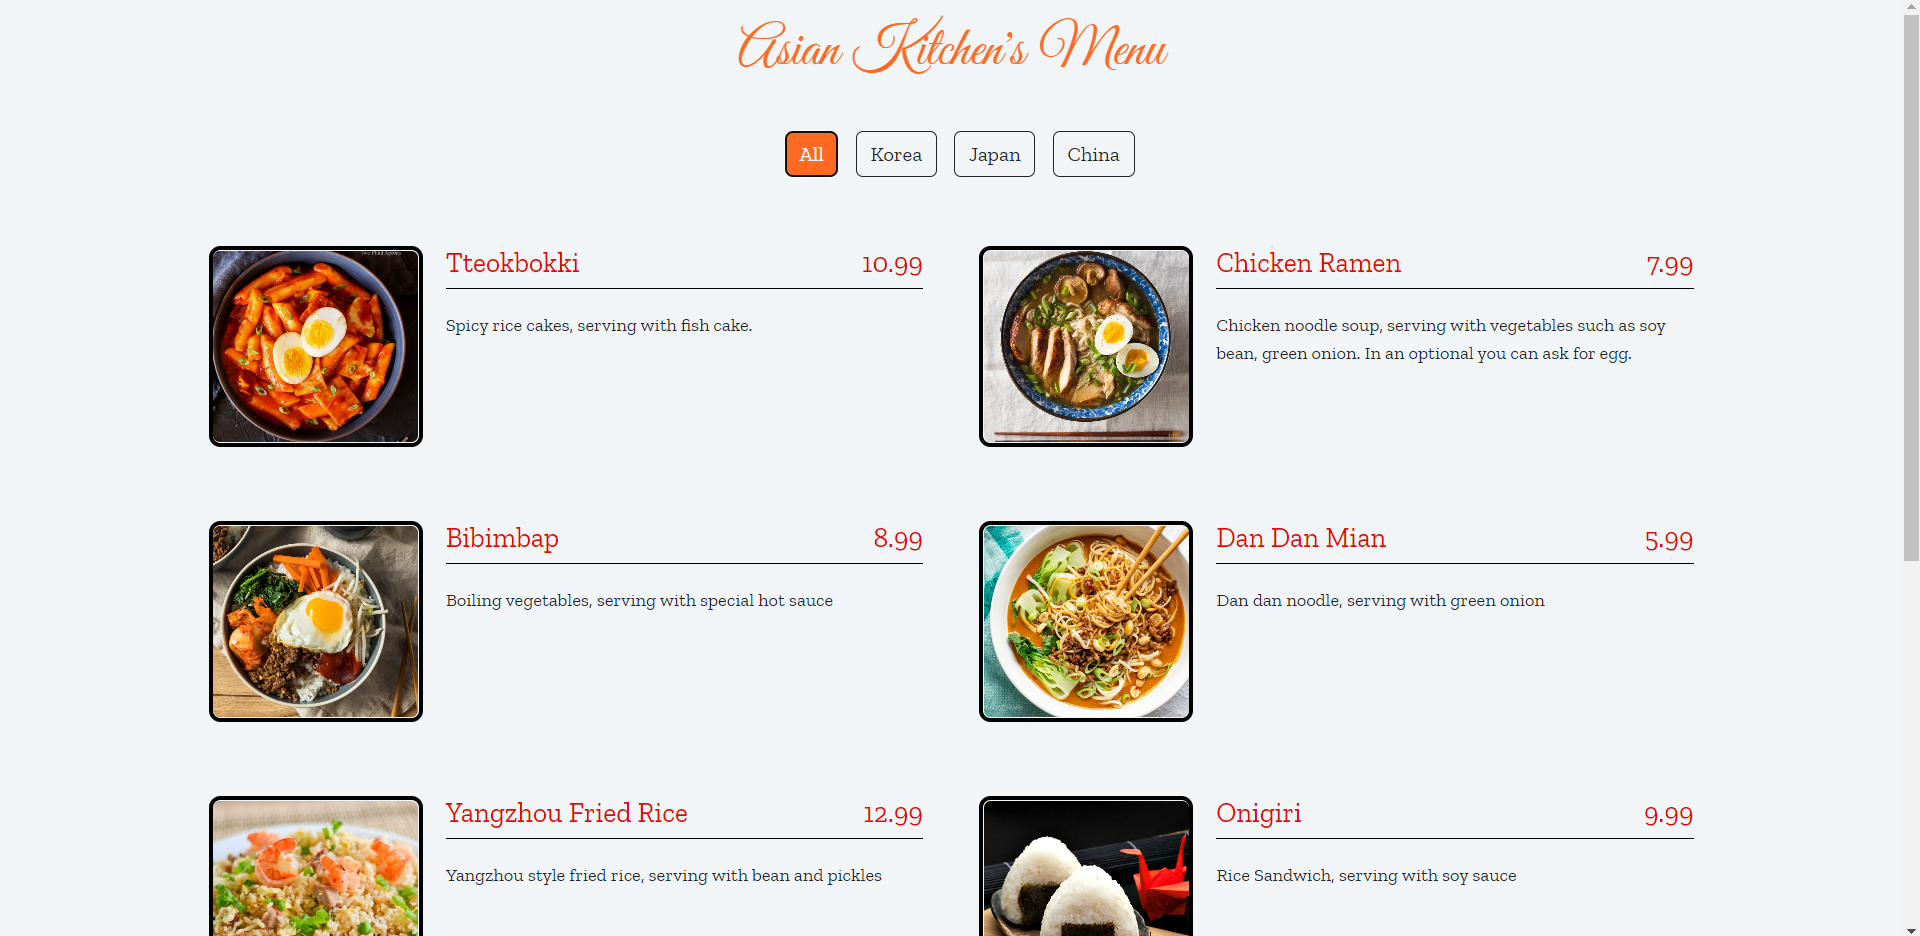 Asian Kitchen's Menu
All
Korea
Japan
China
Tteokbokki 10.99
Spicy rice cakes, serving with fish cake.
Chicken Ramen 7.99
Chicken noodle soup, serving with vegetables such as soy
bean, green onion. In an optional you can ask for egg.
Bibimbap 8.99
Boiling vegetables, serving with special hot sauce
Dan Dan Mian 5.99
Dan dan noodle, serving with green onion
Yangzhou Fried Rice 12.99
Yangzhou style fried rice, serving with bean and pickles
Onigiri 9.99
Rice Sandwich, serving with soy sauce